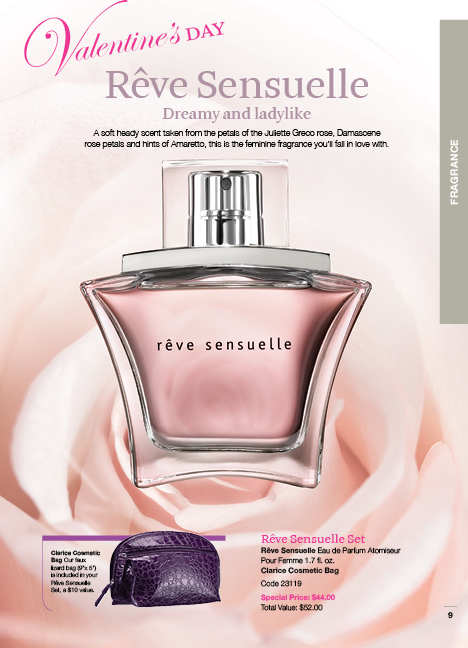 Valentine's DAY
Rêve Sensuelle
Dreamy and ladylike
A soft heady scent taken from the petals of the Juliette Greco rose, Damascene
rose petals and hints of Amaretto, this is the feminine fragrance you'll fall in love with.
FRAGRANCE
rêve sensuelle
Clarice Cosmetic
Bag Our faux
lizard bag (9"x 5")
is included in your
Rêve Sensuelle
Set, a $10 value.
Rêve Sensuelle Set
Rêve Sensuelle Eau de Parfum Atomiseur
Pour Femme 1.7 fl. oz.
Clarice Cosmetic Bag
Code 23119
Special Price: $44.00
Total Value: $52.00
9